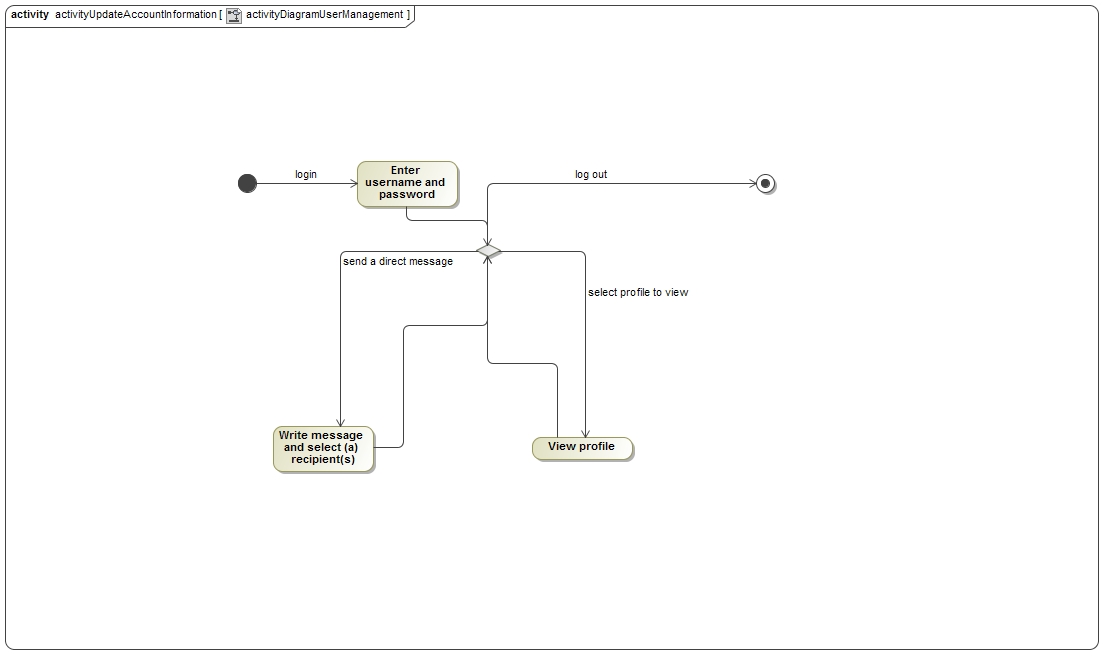 activity activityUpdateAccountInformation [ activityDiagramUserManagement ]
login
Enter
username and
password
log out
send a direct message
select profile to view
Write message
and select (a)
recipient(s)
View profile